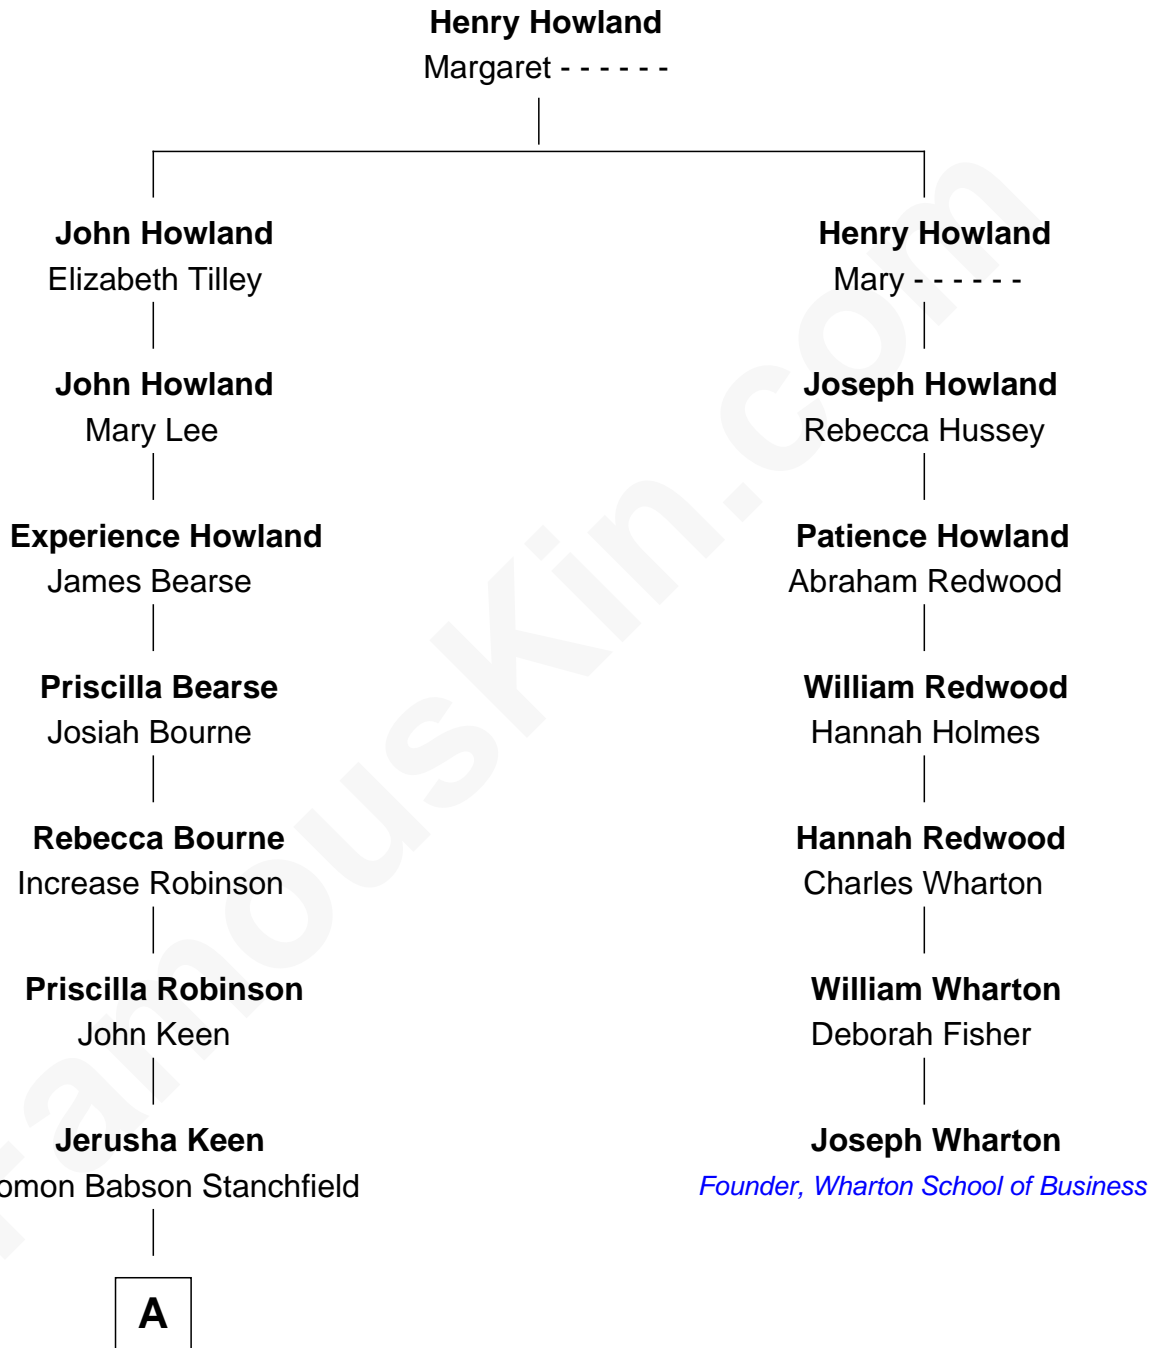 Henry Howland
Margaret - - - - - -
John Howland
Elizabeth Tilley
John Howland
Mary Lee
Experience Howland
James Bearse
Priscilla Bearse
Josiah Bourne
Rebecca Bourne
Increase Robinson
Priscilla Robinson
John Keen
Jerusha Keen
omon Babson Stanchfield
A
Henry Howland
Mary - - - - - -
Joseph Howland
Rebecca Hussey
Patience Howland
Abraham Redwood
William Redwood
Hannah Holmes
Hannah Redwood
Charles Wharton
William Wharton
Deborah Fisher
Joseph Wharton
Founder, Wharton School of Business
FamousKin.com